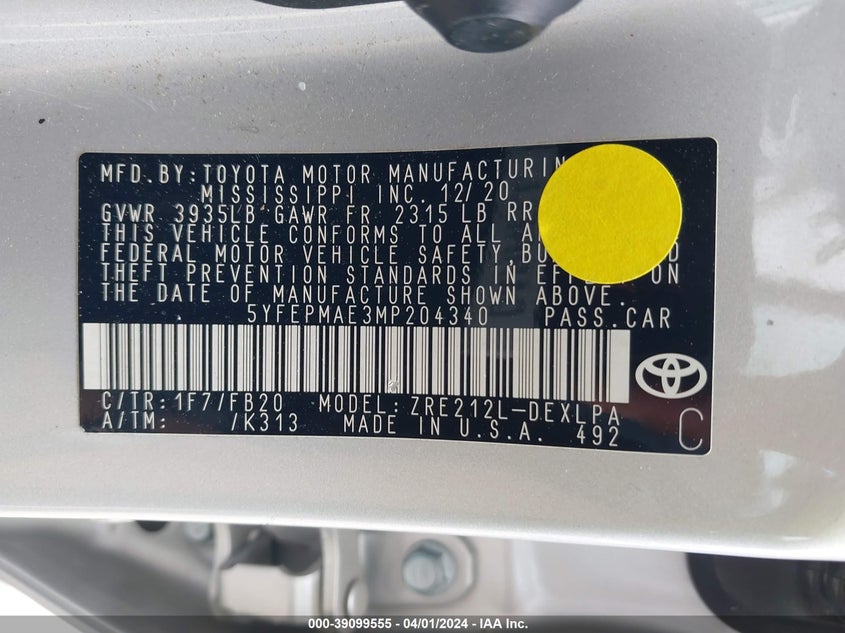 MFD.BY:TOYOTA MOTOR MANUFACTURIN
MISSISSIPPI INC. 12/20
GVWR 3935LB GAWR FR 2315 LB RR
THIS VEHICLE CONFORMS TO ALL
FEDERAL MOTOR VEHICLE SAFETY,
THEFT PREVENTION STANDARDS IN ON
THE DATE OF MANUFACTURE SHOWN ABOVE.
5YFEPMAE3MP204340 PASS.CAR
C/TR:1F7/FB20 MODEL:ZRE212L-DEXLPA
A/TM: /K313 MADE IN U.S.A. 492
C
000-39099555 - 04/01/2024 - IAA Inc.